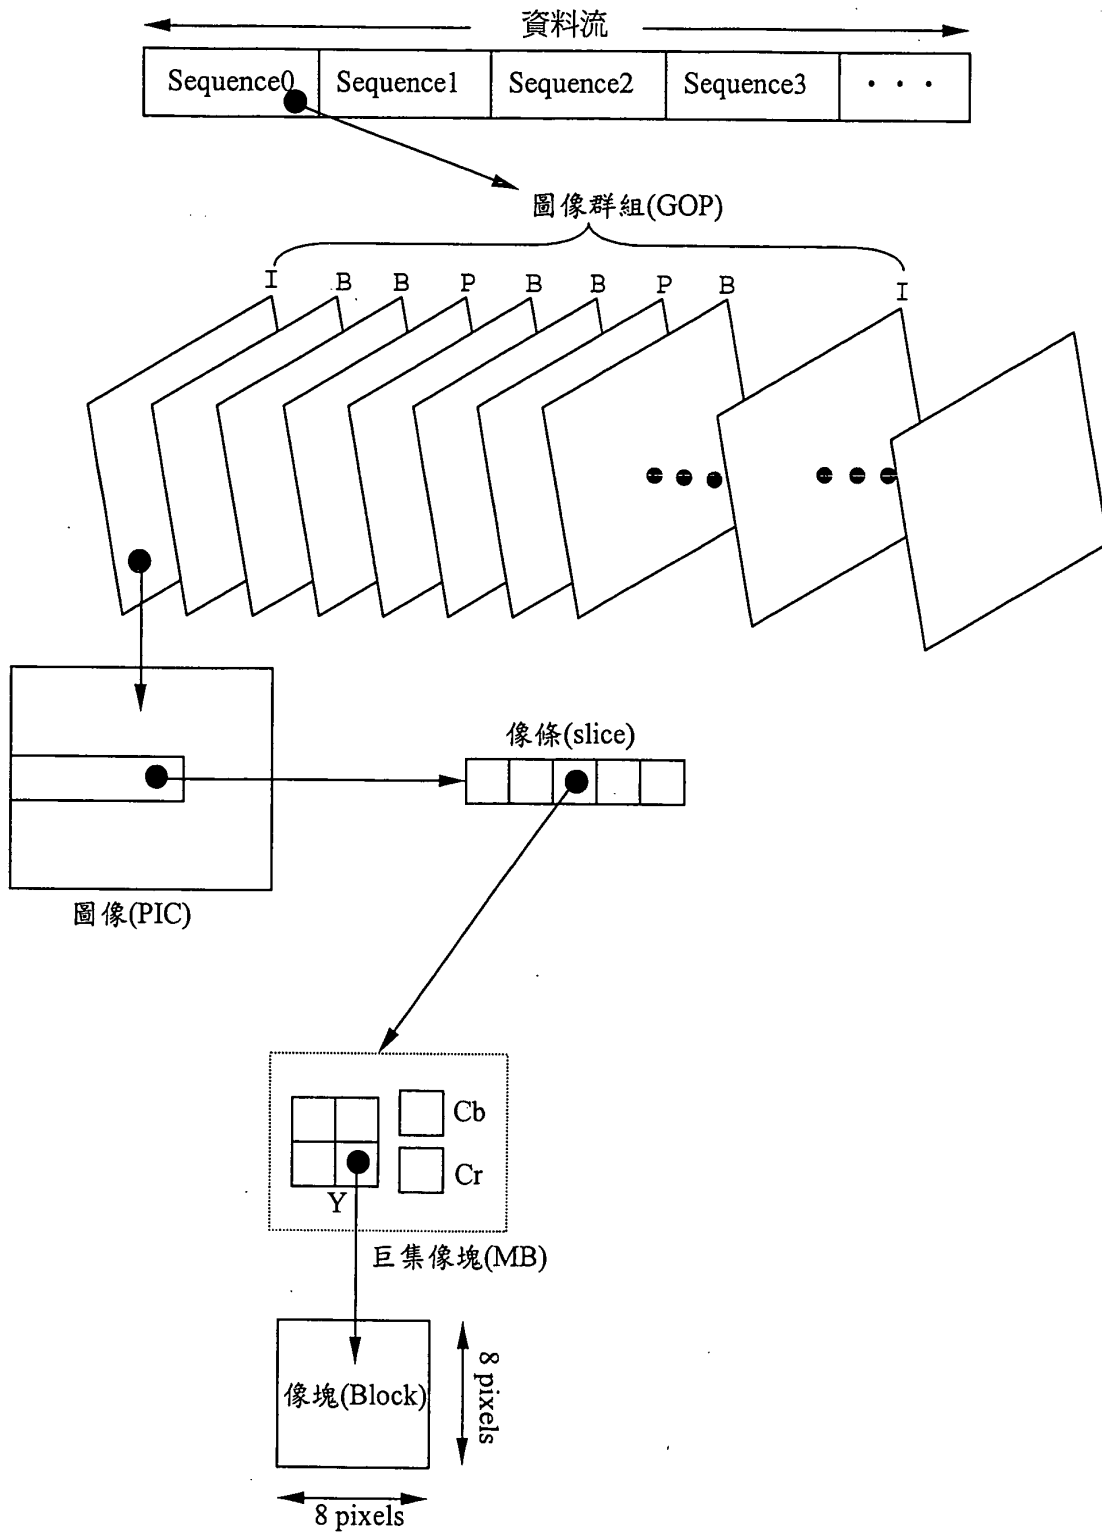 資料流
Sequence0 Sequence1 Sequence2 Sequence3 ・・・
圖像群組(GOP)
I B B P B B P B I
像條(slice)
圖像(PIC)
Cb
Cr
Y
巨集像塊(MB)
像塊(Block)
8 pixels
8 pixels